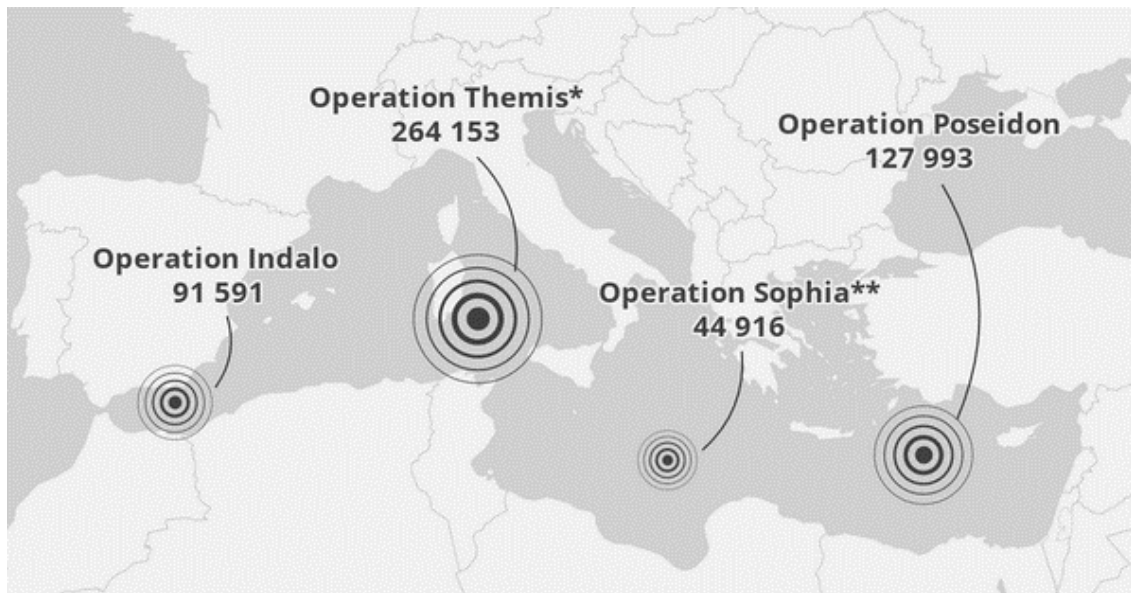 Operation Themis*
264 153
Operation Poseidon
127 993
Operation Indalo
91 591
Operation Sophia**
44 916